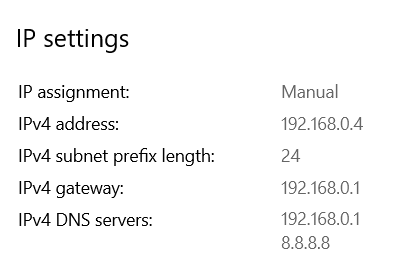 IP settings
IP assignment: Manual
IPv4 address: 192.168.0.4
IPv4 subnet prefix length: 24
IPv4 gateway: 192.168.0.1
IPv4 DNS servers: 192.168.0.1
8.8.8.8